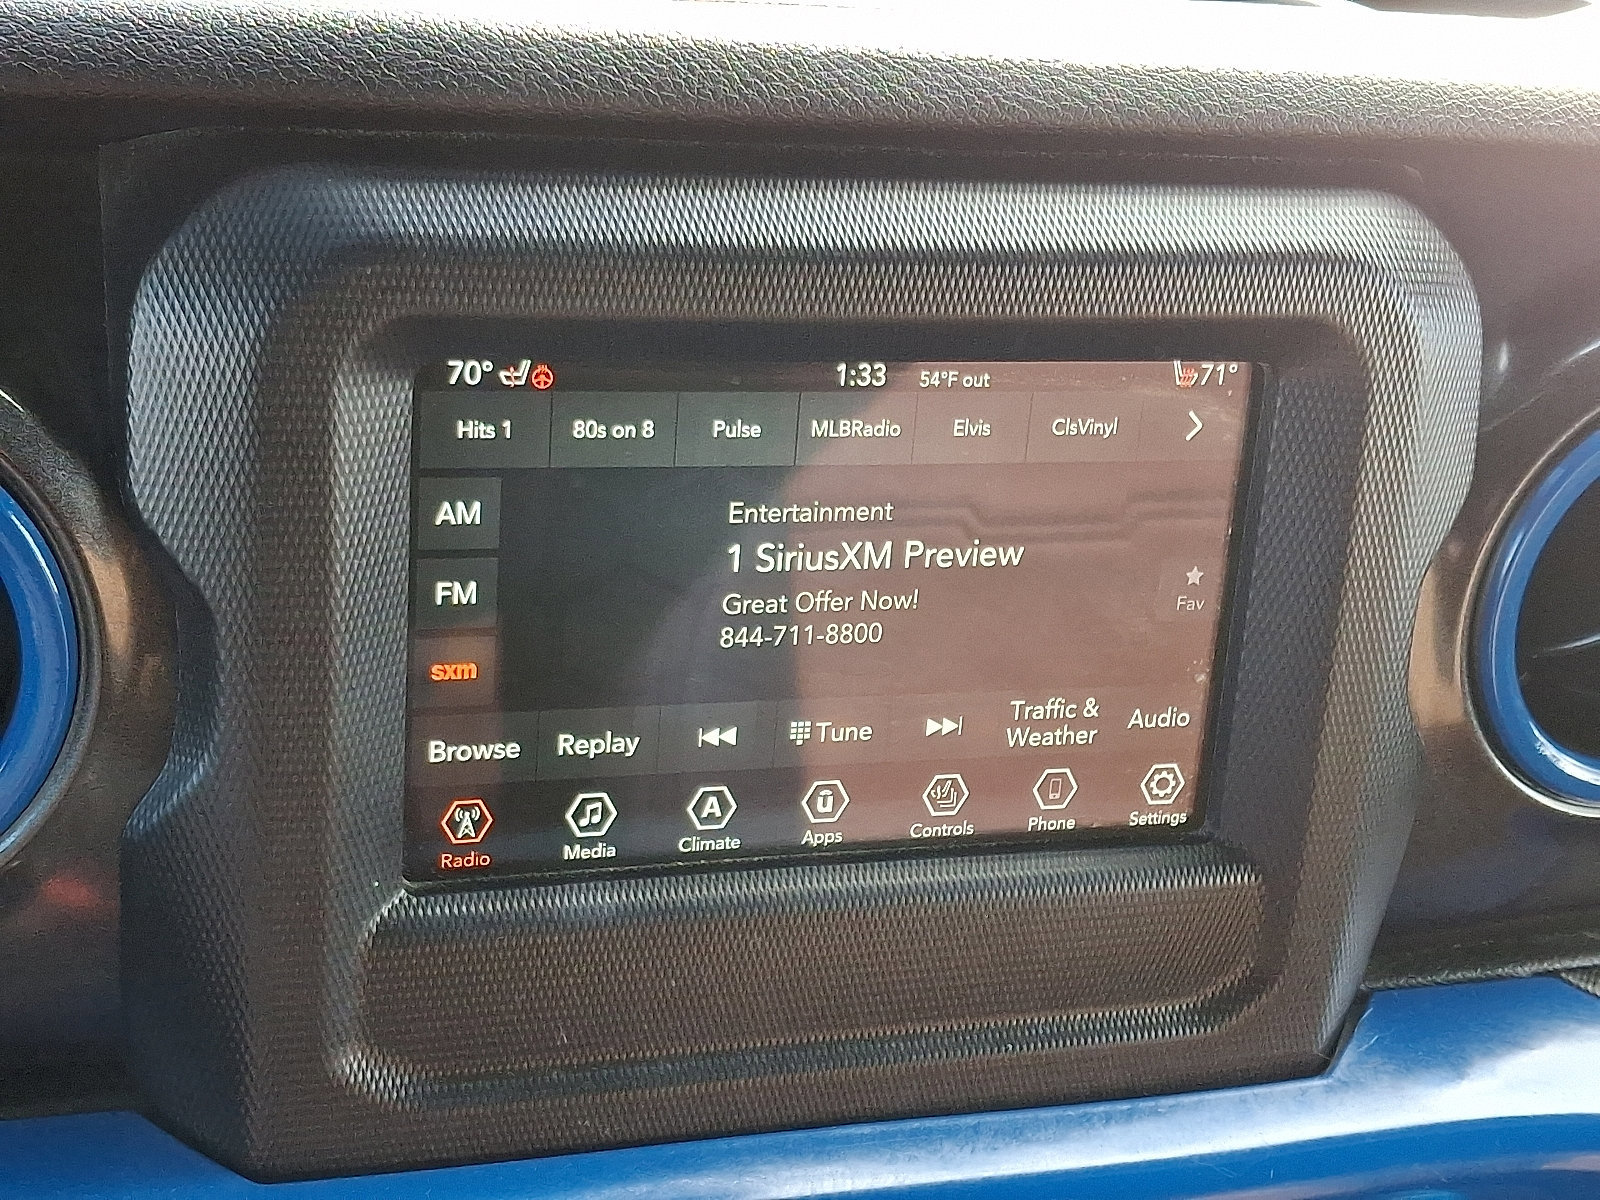 70° 1:33 54°F out 71°
Hits 1 80s on 8 Pulse MLBRadio Elvis ClsVinyl
AM
Entertainment
1 SiriusXM Preview
FM
Great Offer Now!
Fav
844-711-8800
sxm
Browse Replay Tune Traffic & Weather Audio
A
Radio Media Climate Apps Controls Phone Settings